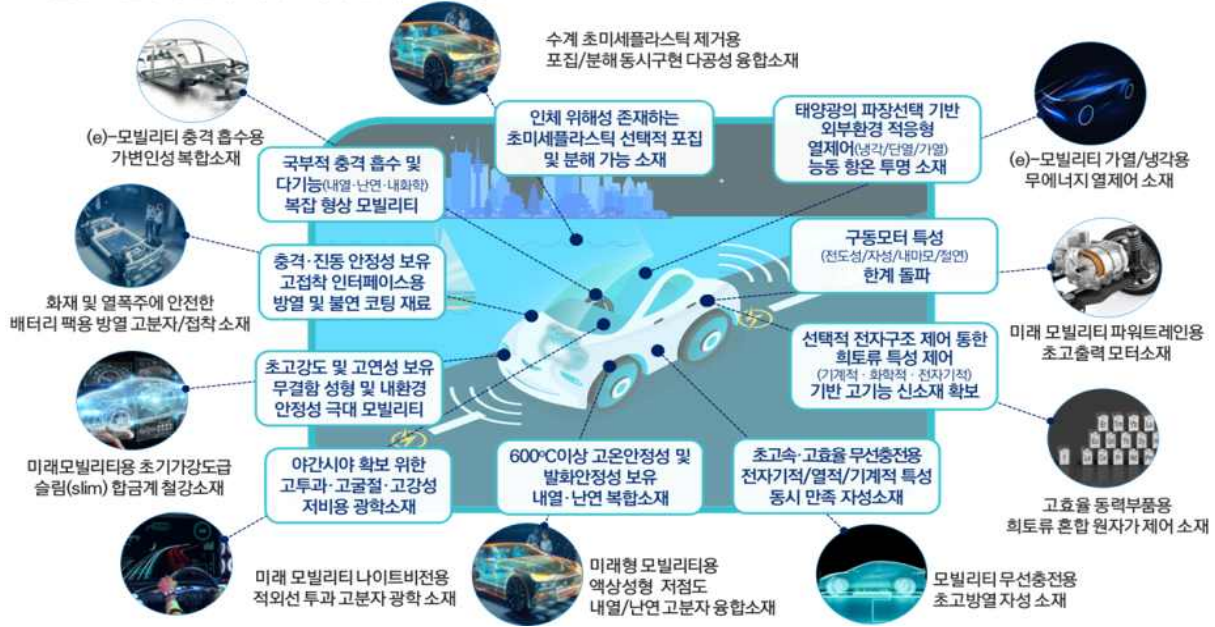 수계 초미세플라스틱 제거용
포집/분해 동시구현 다공성 융합소재
인체 위해성 존재하는
초미세플라스틱 선택적 포집
및 분해 가능 소재
태양광의 파장선택 기반
외부환경 적응형
열제어(냉각/단열/가열)
능동 항온 투명 소재
(e)-모빌리티 가열/냉각용
무에너지 열제어 소재
(e)-모빌리티 충격 흡수용
가변인성 복합소재
국부적 충격 흡수 및
다기능(내열·난연·내화학)
복잡 형상 모빌리티
구동모터 특성
(전도성/자성/내마모/절연)
한계 돌파
미래 모빌리티 파워트레인용
초고출력 모터소재
충격·진동 안정성 보유
고접착 인터페이스용
방열 및 불연 코팅 재료
화재 및 열폭주에 안전한
배터리 팩용 방열 고분자/접착 소재
선택적 전자구조 제어 통한
희토류 특성 제어
(기계적·화학적·전자기적)
기반 고기능 신소재 확보
고효율 동력부품용
희토류 혼합 원자가 제어 소재
초고강도 및 고연성 보유
무결함 성형 및 내환경
안정성 극대 모빌리티
미래모빌리티용 초기가강도급
슬림(slim) 합금계 철강소재
야간시야 확보 위한
고투과·고굴절·고강성
저비용 광학소재
600℃이상 고온안정성 및
발화안정성 보유
내열·난연 복합소재
초고속·고효율 무선충전용
전자기적/열적/기계적 특성
동시 만족 자성소재
미래 모빌리티 나이트비전용
적외선 투과 고분자 광학 소재
미래형 모빌리티용
액상성형 저점도
내열/난연 고분자 융합소재
모빌리티 무선충전용
초고방열 자성 소재